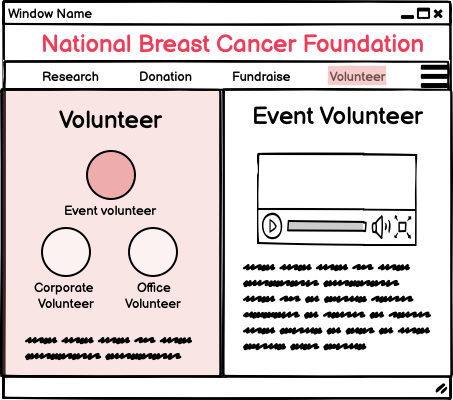 Window Name
National Breast Cancer Foundation
Research
Donation
Fundraise
Volunteer
Volunteer
Event volunteer
Corporate
Volunteer
Office
Volunteer
Event Volunteer